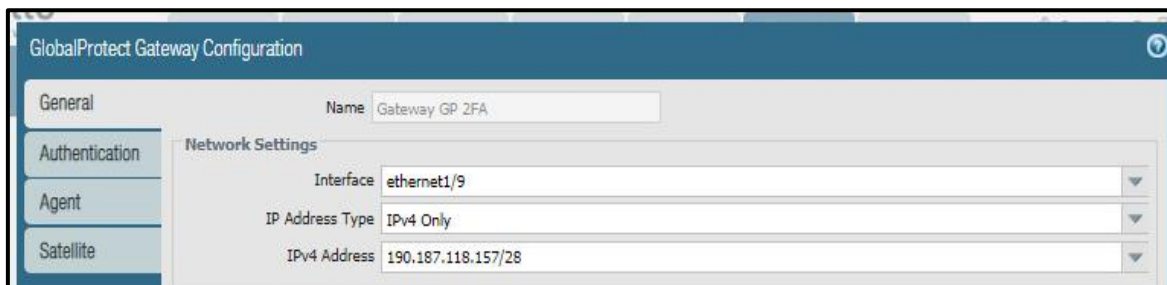 GlobalProtect Gateway Configuration
General
Name Gateway GP 2FA
Authentication
Network Settings
Interface ethernet1/9
Agent
IP Address Type IPv4 Only
Satellite
IPv4 Address 190.187.118.157/28